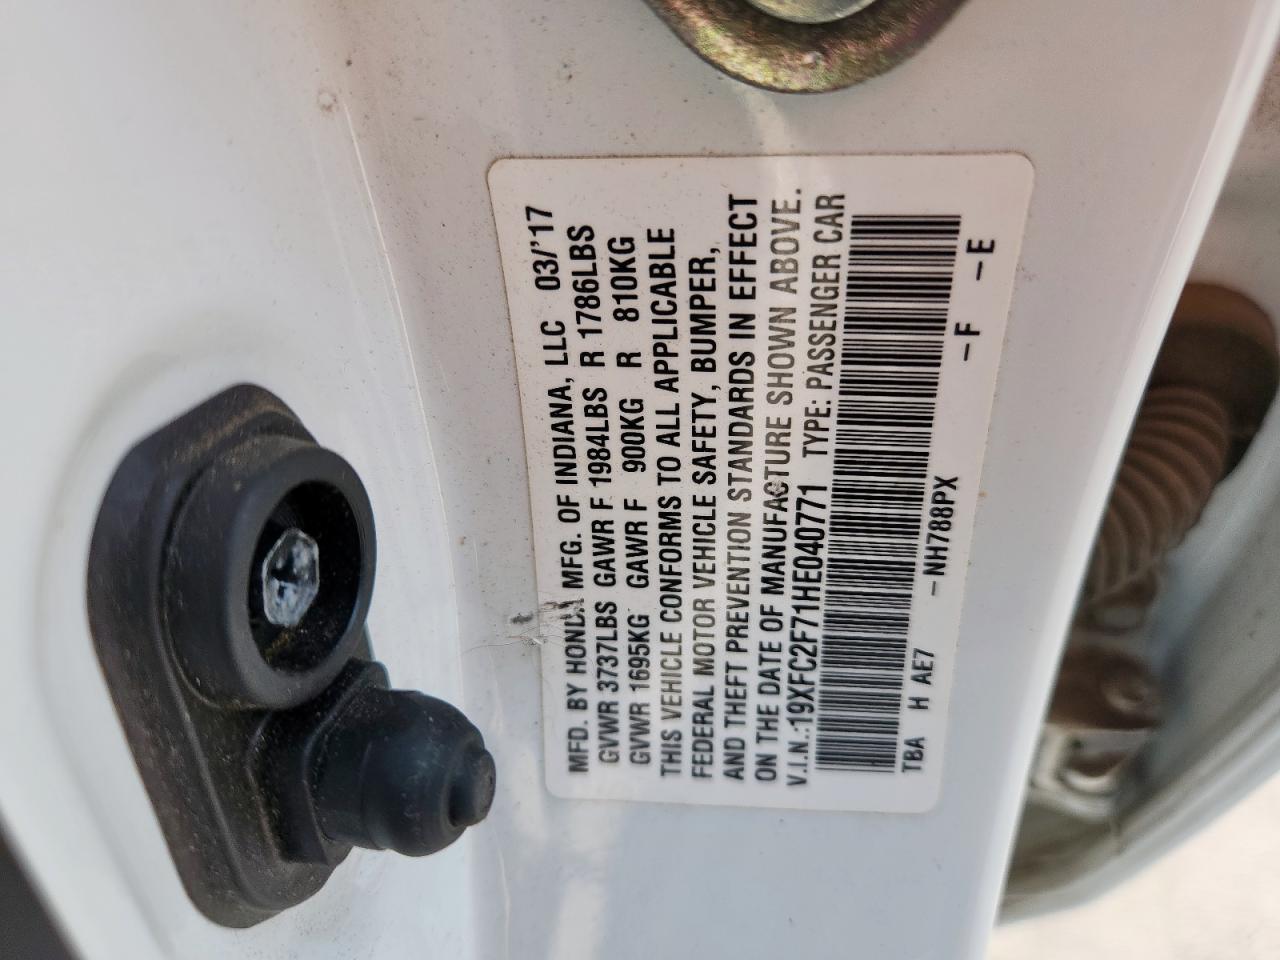 MFD. BY HONDA MFG. OF INDIANA, LLC 03/'17
GVWR 3737LBS GAWR F 1984LBS R 1786LBS
GVWR 1695KG GAWR F 900KG R 810KG
THIS VEHICLE CONFORMS TO ALL APPLICABLE
FEDERAL MOTOR VEHICLE SAFETY, BUMPER,
AND THEFT PREVENTION STANDARDS IN EFFECT
ON THE DATE OF MANUFACTURE SHOWN ABOVE.
V.I.N.:19XFC2F71HE040771 TYPE: PASSENGER CAR
TBA H AE7 –NH788PX –F –E